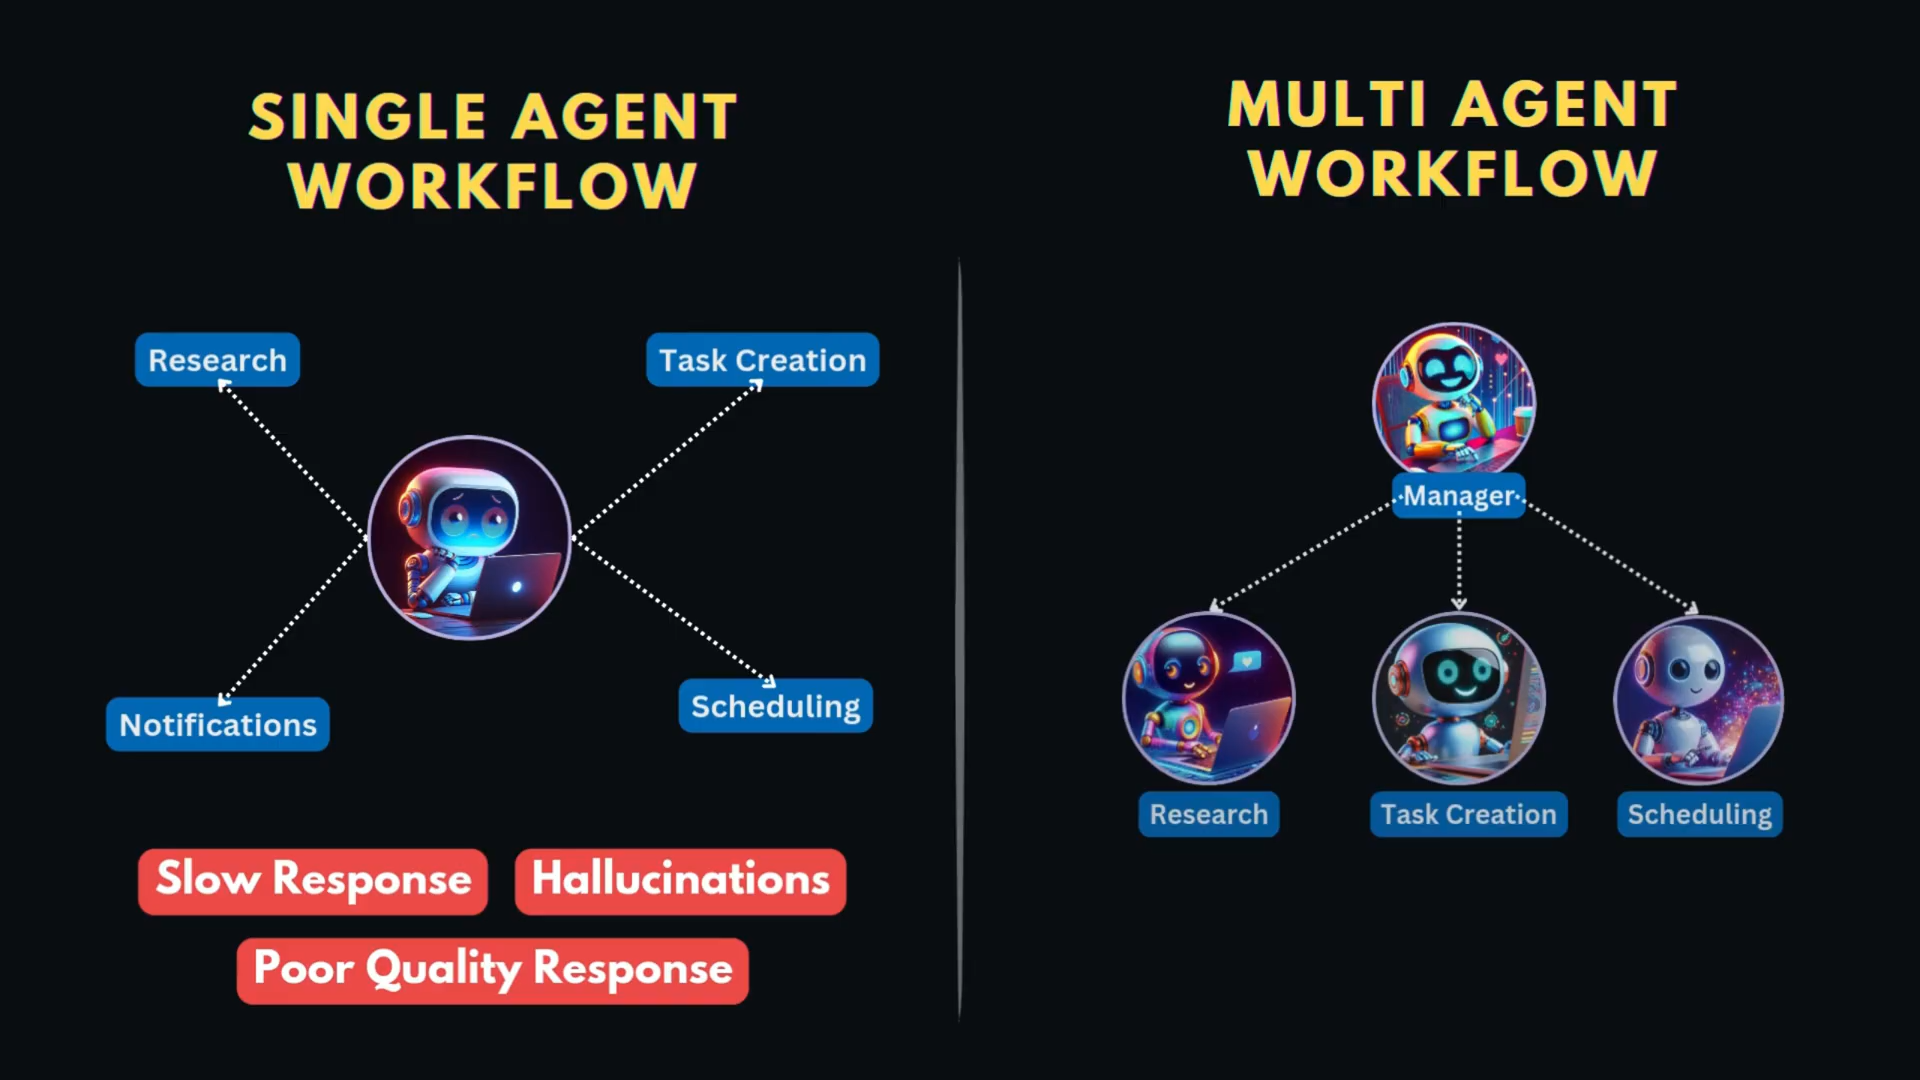 SINGLE AGENT
WORKFLOW
Research
Task Creation
Notifications
Scheduling
Slow Response
Hallucinations
Poor Quality Response
MULTI AGENT
WORKFLOW
Manager
Research
Task Creation
Scheduling